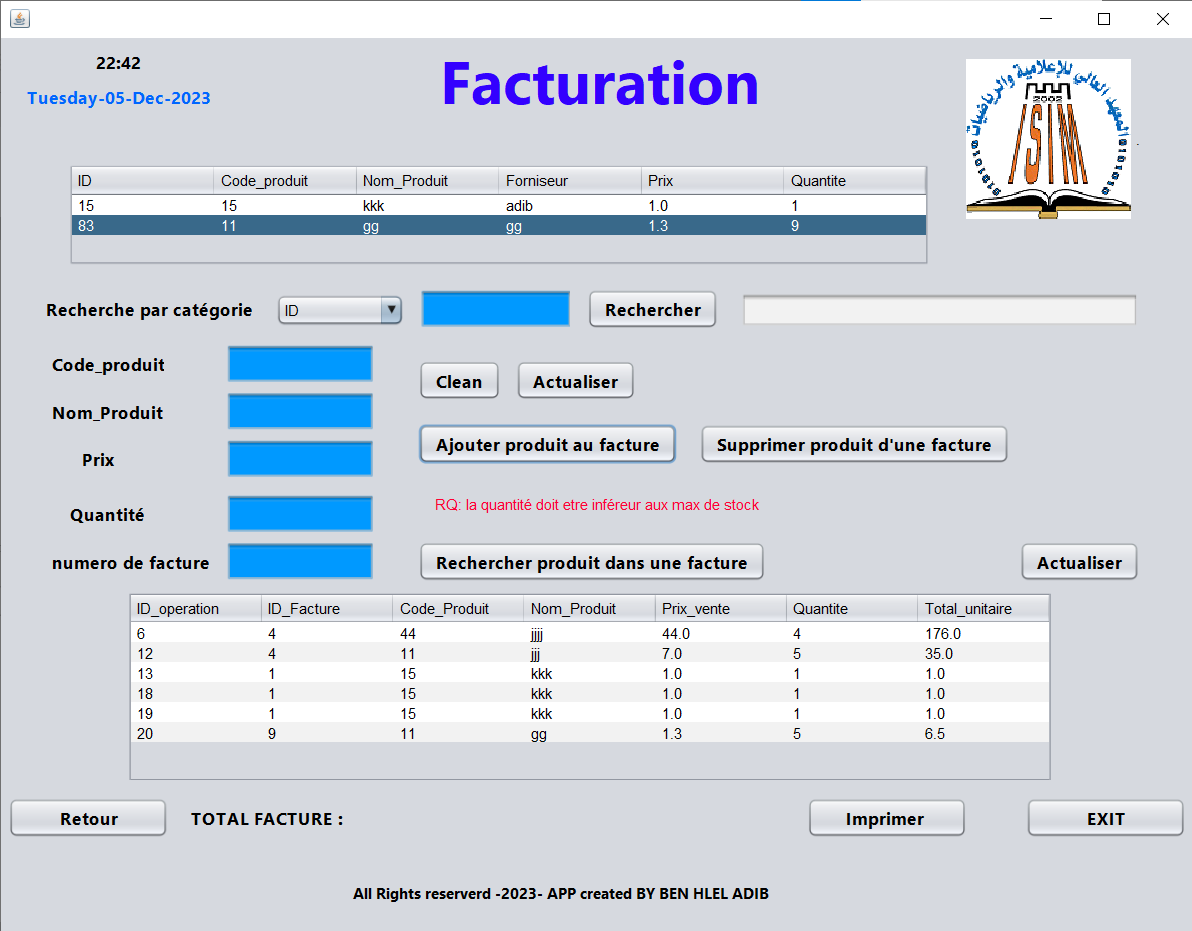 22:42
Tuesday-05-Dec-2023
Facturation
المعهد العالي للإعلامية والرياضيات
2002
ISIM
ID Code_produit Nom_Produit Forniseur Prix Quantite
15 15 kkk adib 1.0 1
83 11 gg gg 1.3 9
Recherche par catégorie ID Rechercher
Code_produit
Clean Actualiser
Nom_Produit
Ajouter produit au facture Supprimer produit d'une facture
Prix
RQ: la quantité doit etre inféreur aux max de stock
Quantité
numero de facture Rechercher produit dans une facture Actualiser
ID_operation ID_Facture Code_Produit Nom_Produit Prix_vente Quantite Total_unitaire
6 4 44 jjjj 44.0 4 176.0
12 4 11 jjj 7.0 5 35.0
13 1 15 kkk 1.0 1 1.0
18 1 15 kkk 1.0 1 1.0
19 1 15 kkk 1.0 1 1.0
20 9 11 gg 1.3 5 6.5
Retour TOTAL FACTURE : Imprimer EXIT
All Rights reserverd -2023- APP created BY BEN HLEL ADIB